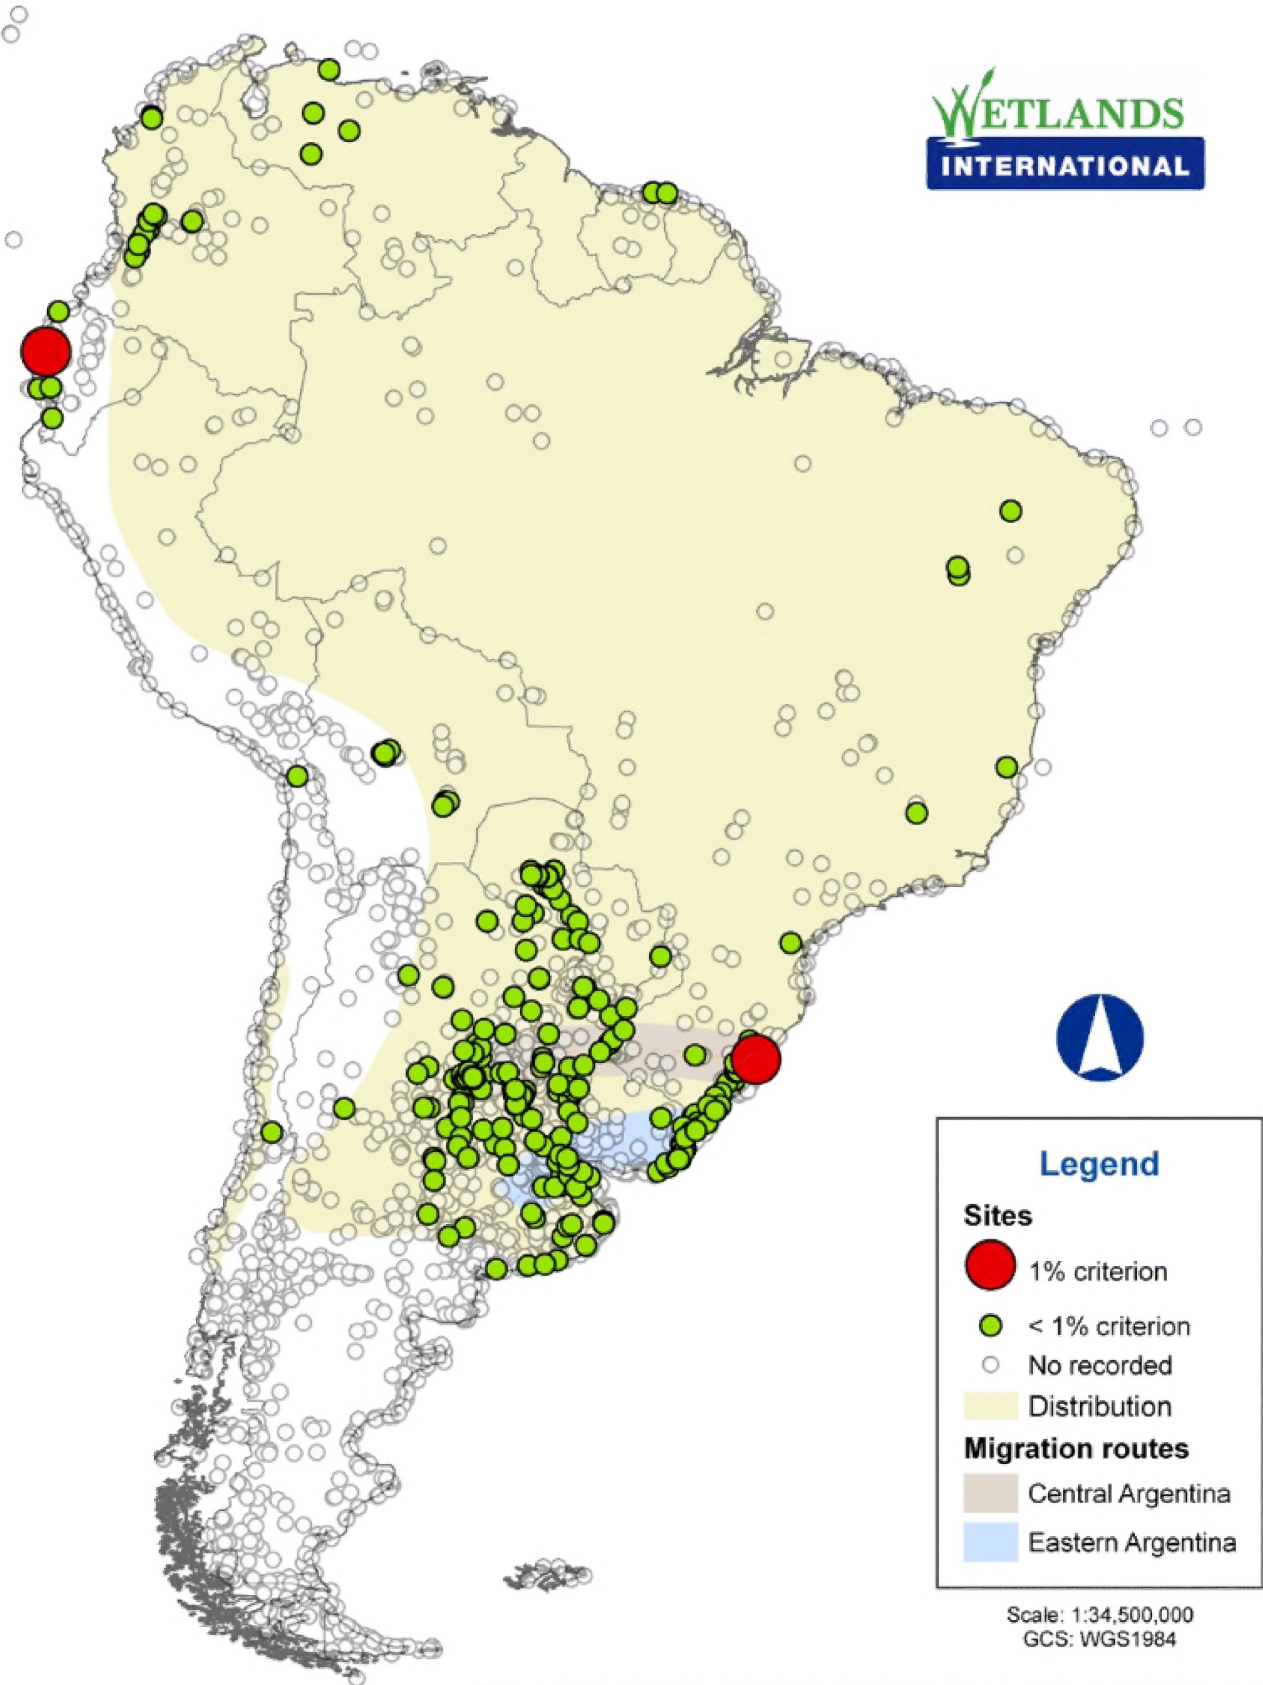 WETLANDS
INTERNATIONAL
Legend
Sites
1% criterion
< 1% criterion
No recorded
Distribution
Migration routes
Central Argentina
Eastern Argentina
Scale: 1:34,500,000
GCS: WGS1984